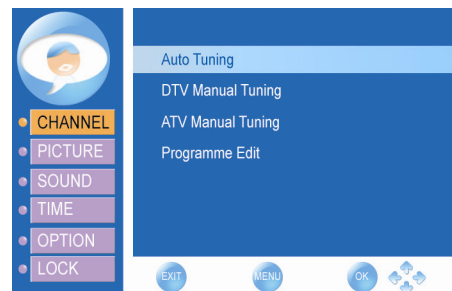 CHANNEL
PICTURE
SOUND
TIME
OPTION
LOCK
Auto Tuning
DTV Manual Tuning
ATV Manual Tuning
Programme Edit
EXIT
MENU
OK